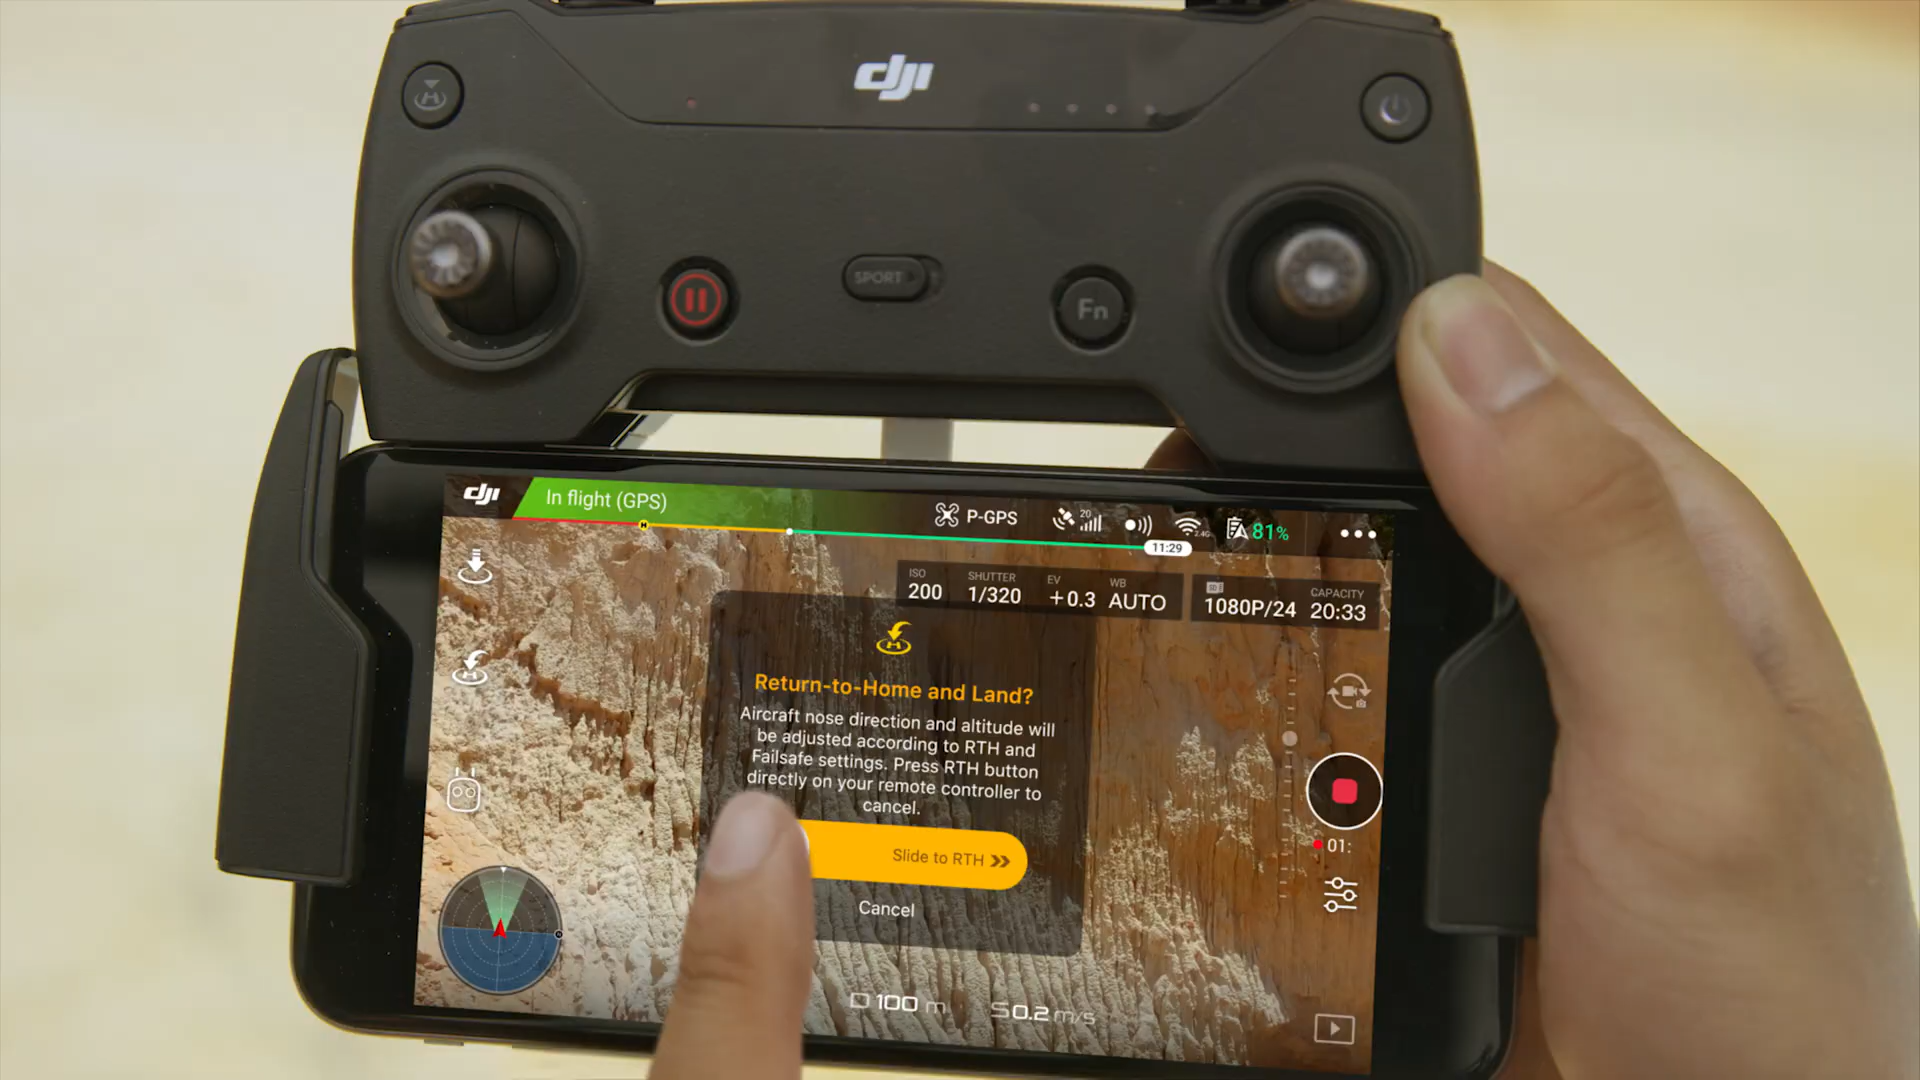 dji
H
SPORT
Fn
dji
In flight (GPS)
H
P-GPS
20
2.4G
81%
11:29
ISO
200
SHUTTER
1/320
EV
+0.3
WB
AUTO
1080P/24
CAPACITY
20:33
H
Return-to-Home and Land?
Aircraft nose direction and altitude will
be adjusted according to RTH and
Failsafe settings. Press RTH button
directly on your remote controller to
cancel.
Slide to RTH
Cancel
01:
D 100 m
S 0.2 m/s